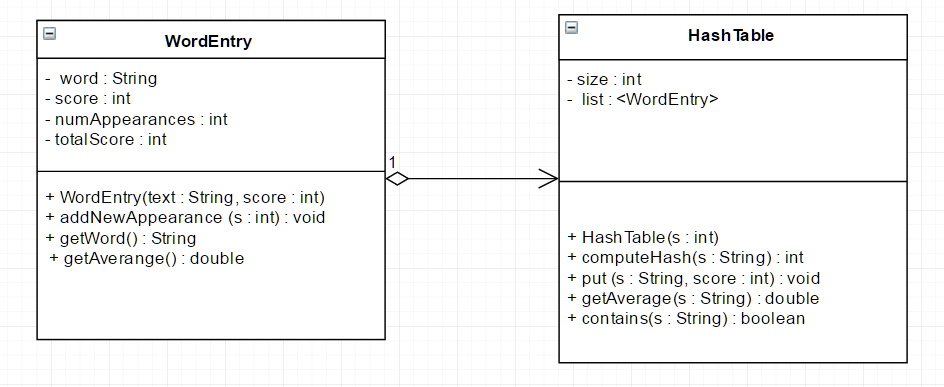 WordEntry
- word : String
- score : int
- numAppearances : int
- totalScore : int
+ WordEntry(text : String, score : int)
+ addNewAppearance (s : int) : void
+ getWord() : String
+ getAverange() : double
1
HashTable
- size : int
- list : <WordEntry>
+ HashTable(s : int)
+ computeHash(s : String) : int
+ put (s : String, score : int) : void
+ getAverage(s : String) : double
+ contains(s : String) : boolean